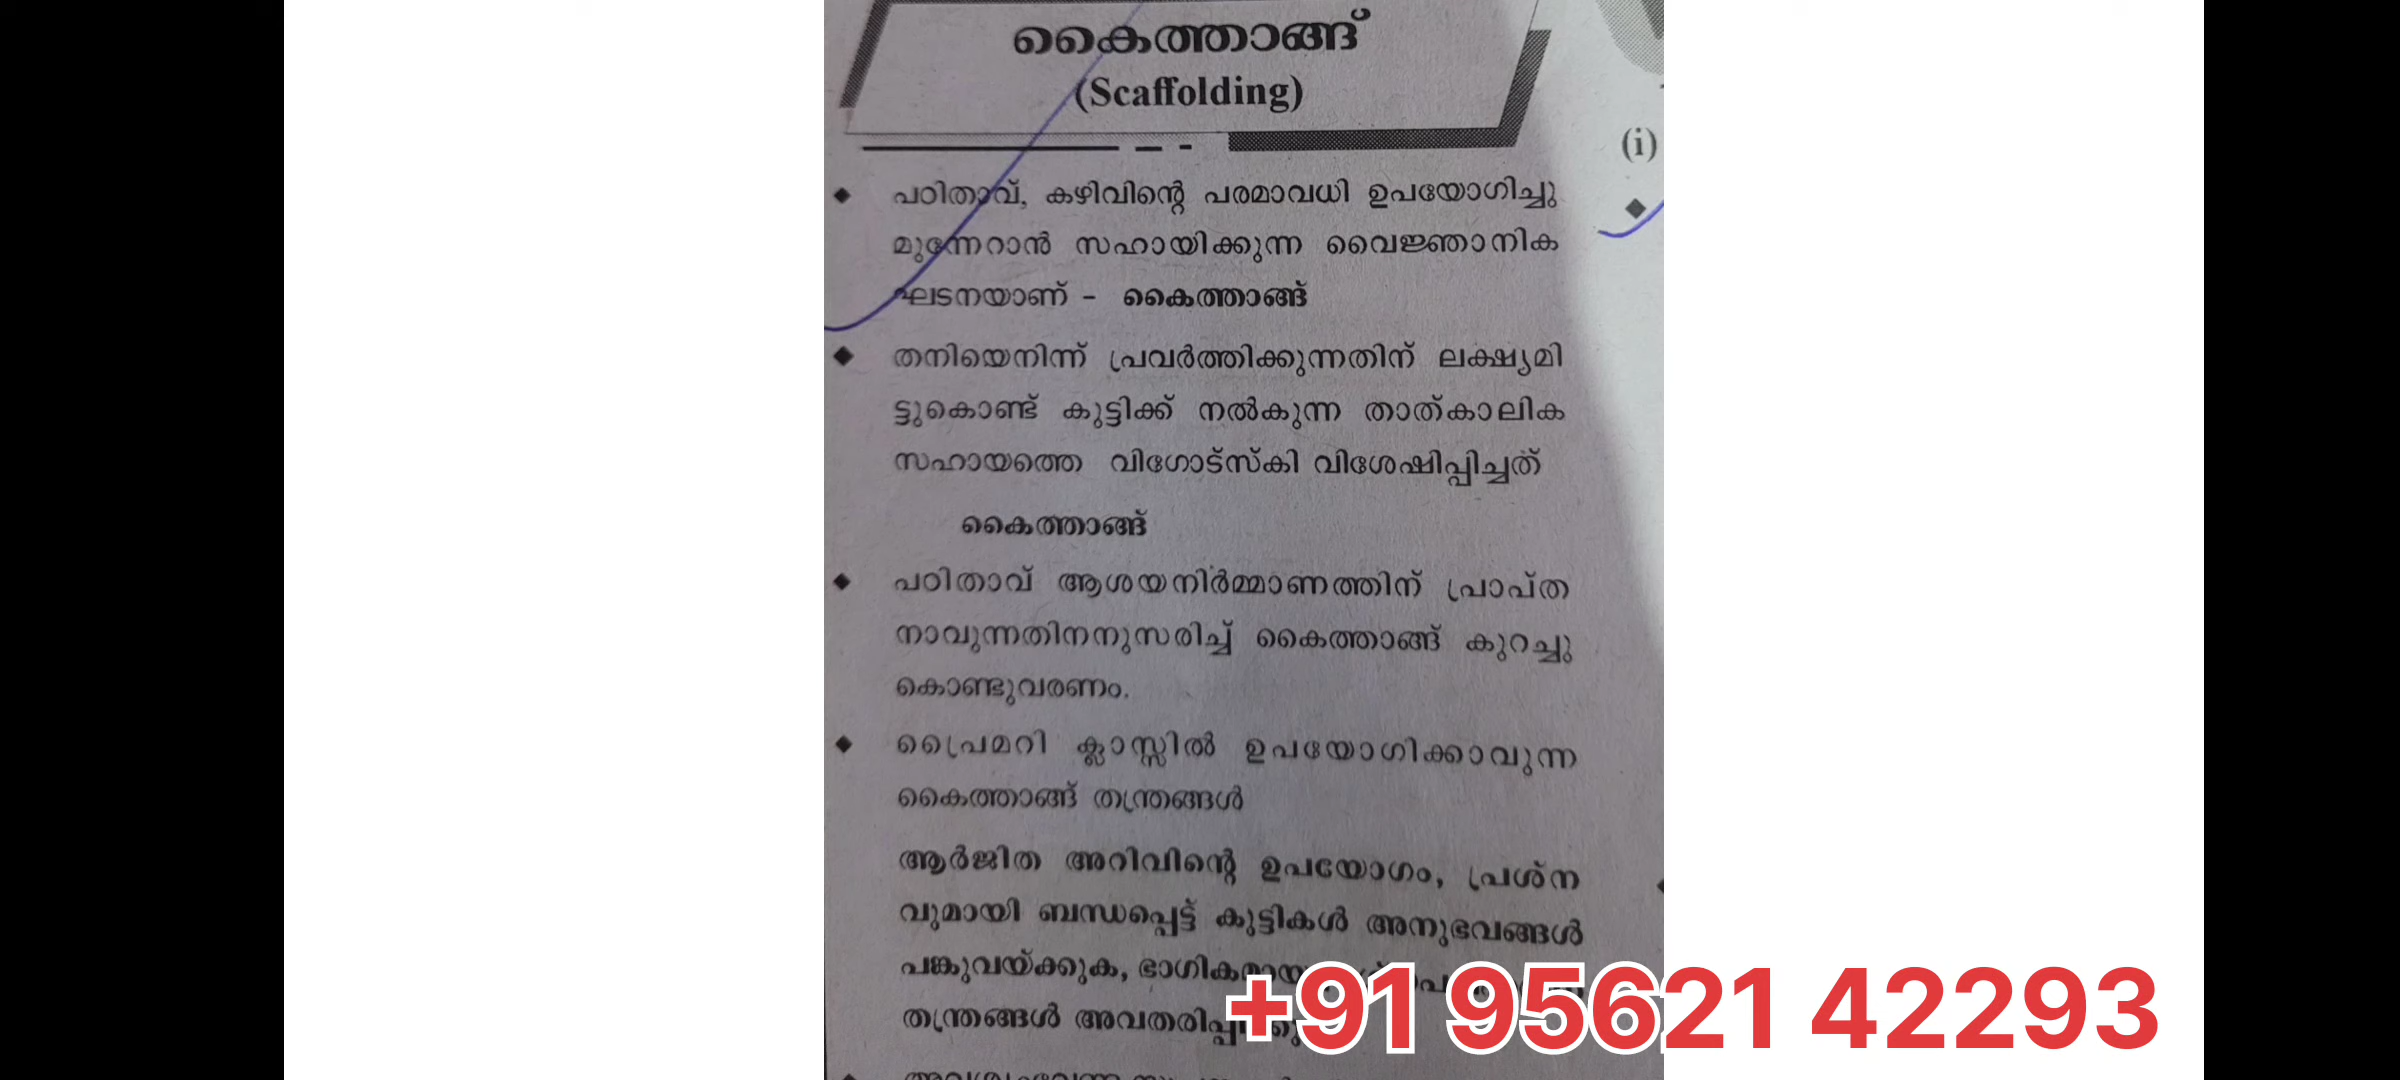 കൈത്താങ്ങ്
(Scaffolding)
(i)
◆ പഠിതാവ്, കഴിവിന്റെ പരമാവധി ഉപയോഗിച്ചു
മുന്നേറാൻ സഹായിക്കുന്ന വൈജ്ഞാനിക
ഘടനയാണ് - കൈത്താങ്ങ്
◆ തനിയെനിന്ന് പ്രവർത്തിക്കുന്നതിന് ലക്ഷ്യമി
ട്ടുകൊണ്ട് കുട്ടിക്ക് നൽകുന്ന താത്കാലിക
സഹായത്തെ വിഗോട്സ്കി വിശേഷിപ്പിച്ചത്
കൈത്താങ്ങ്
◆ പഠിതാവ് ആശയനിർമ്മാണത്തിന് പ്രാപ്ത
നാവുന്നതിനനുസരിച്ച് കൈത്താങ്ങ് കുറച്ചു
കൊണ്ടുവരണം.
◆ പ്രൈമറി ക്ലാസ്സിൽ ഉപയോഗിക്കാവുന്ന
കൈത്താങ്ങ് തന്ത്രങ്ങൾ
ആർജിത അറിവിന്റെ ഉപയോഗം, പ്രശ്ന
വുമായി ബന്ധപ്പെട്ട് കുട്ടികൾ അനുഭവങ്ങൾ
പങ്കുവയ്ക്കുക,
തന്ത്രങ്ങൾ
+91 95621 42293